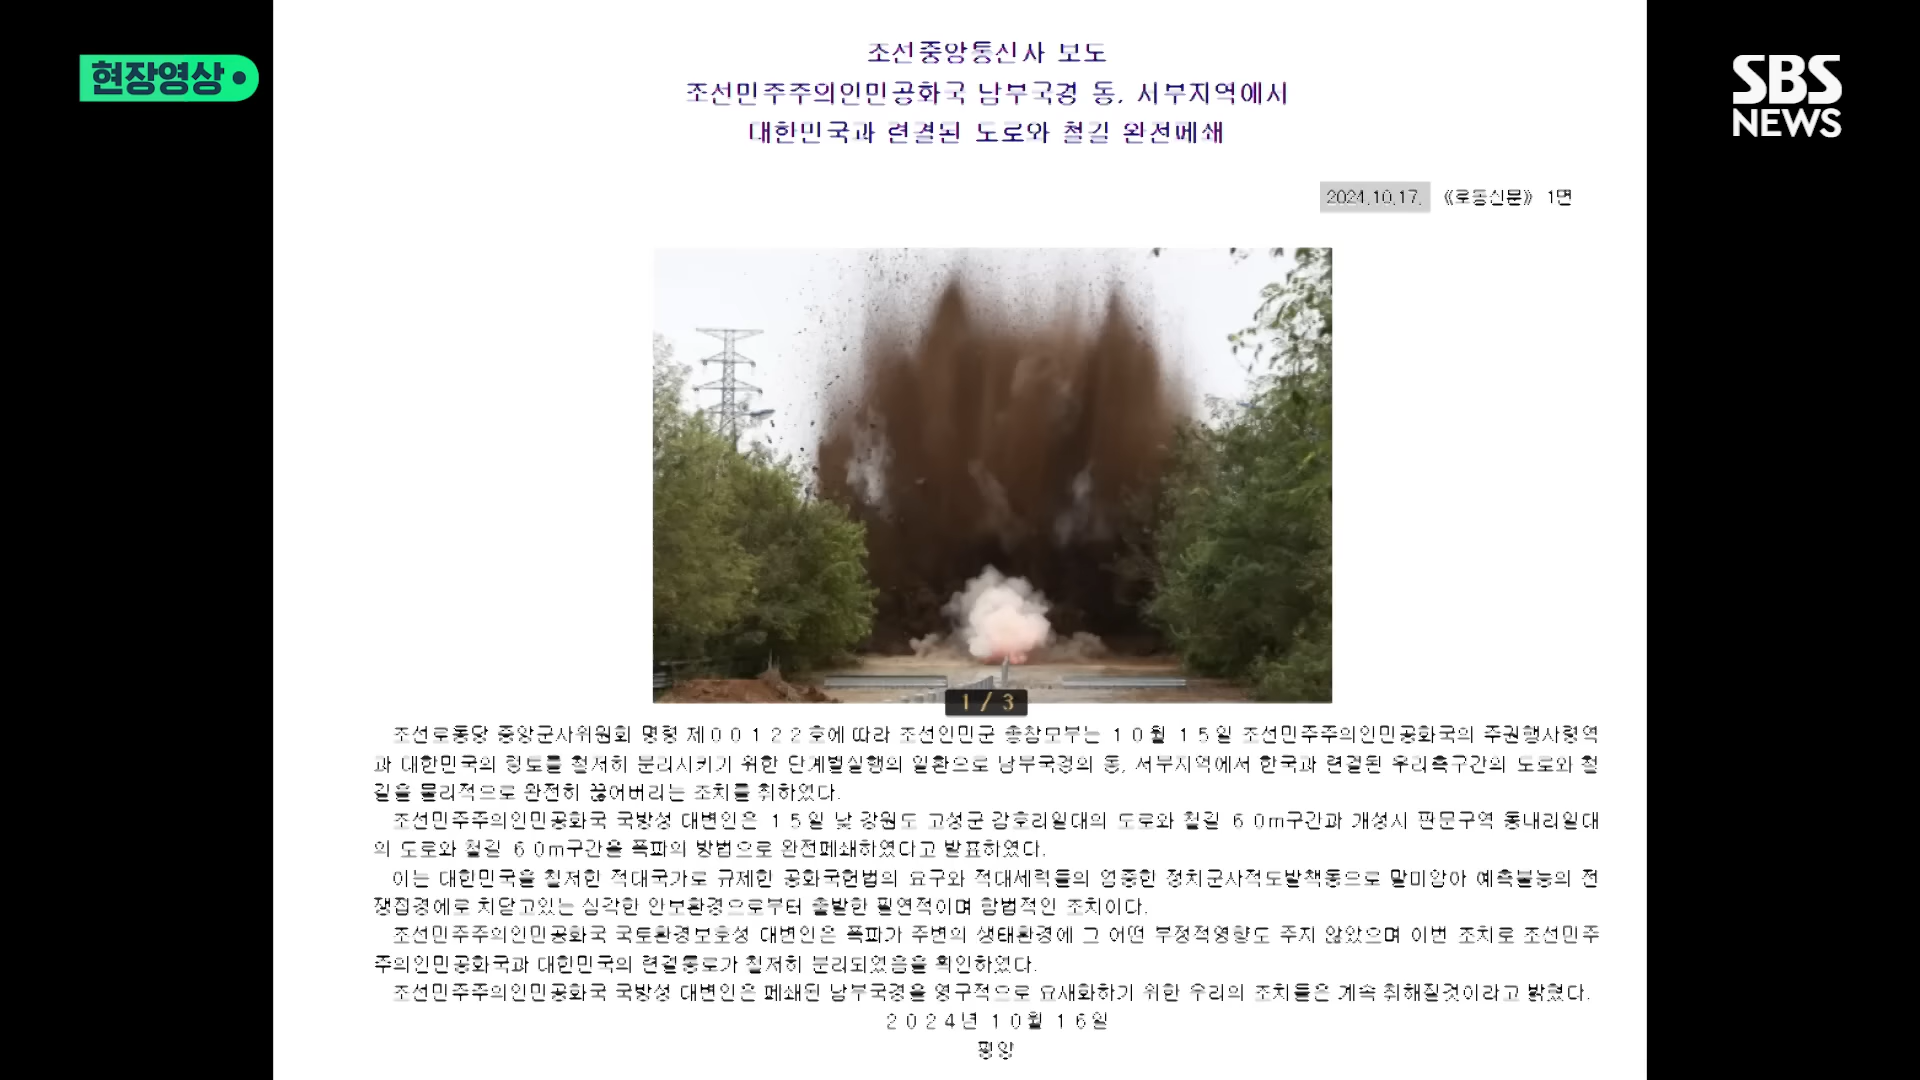 현장영상
SBS
NEWS
조선중앙통신사 보도
조선민주주의인민공화국 남부국경 동, 서부지역에서
대한민국과 련결된 도로와 철길 완전페쇄
2024.10.17. 《로동신문》 1면
1 / 3
조선로동당 중앙군사위원회 명령 제００１２２호에 따라 조선인민군 총참모부는 １０월 １５일 조선민주주의인민공화국의 주권행사령역
과 대한민국의 령토를 철저히 분리시키기 위한 단계별실행의 일환으로 남부국경의 동, 서부지역에서 한국과 련결된 우리측구간의 도로와 철
길을 물리적으로 완전히 끊어버리는 조치를 취하였다.
조선민주주의인민공화국 국방성 대변인은 １５일 낮 강원도 고성군 감호리일대의 도로와 철길 ６０m구간과 개성시 판문구역 동내리일대
의 도로와 철길 ６０m구간을 폭파의 방법으로 완전페쇄하였다고 발표하였다.
이는 대한민국을 철저한 적대국가로 규제한 공화국헌법의 요구와 적대세력들의 엄중한 정치군사적도발책동으로 말미암아 예측불능의 전
쟁접경에로 치닫고있는 심각한 안보환경으로부터 출발한 필연적이며 합법적인 조치이다.
조선민주주의인민공화국 국토환경보호성 대변인은 폭파가 주변의 생태환경에 그 어떤 부정적영향도 주지 않았으며 이번 조치로 조선민주
주의인민공화국과 대한민국의 련결통로가 철저히 분리되였음을 확인하였다.
조선민주주의인민공화국 국방성 대변인은 페쇄된 남부국경을 영구적으로 요새화하기 위한 우리의 조치들은 계속 취해질것이라고 밝혔다.
２０２４년 １０월 １６일
평양